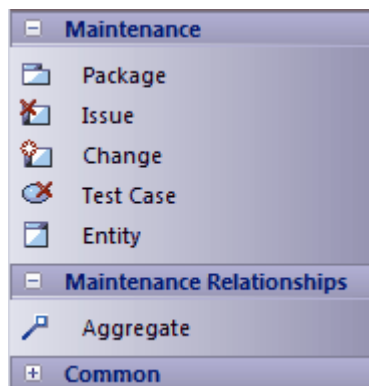 Maintenance
Package
Issue
Change
Test Case
Entity
Maintenance Relationships
Aggregate
Common